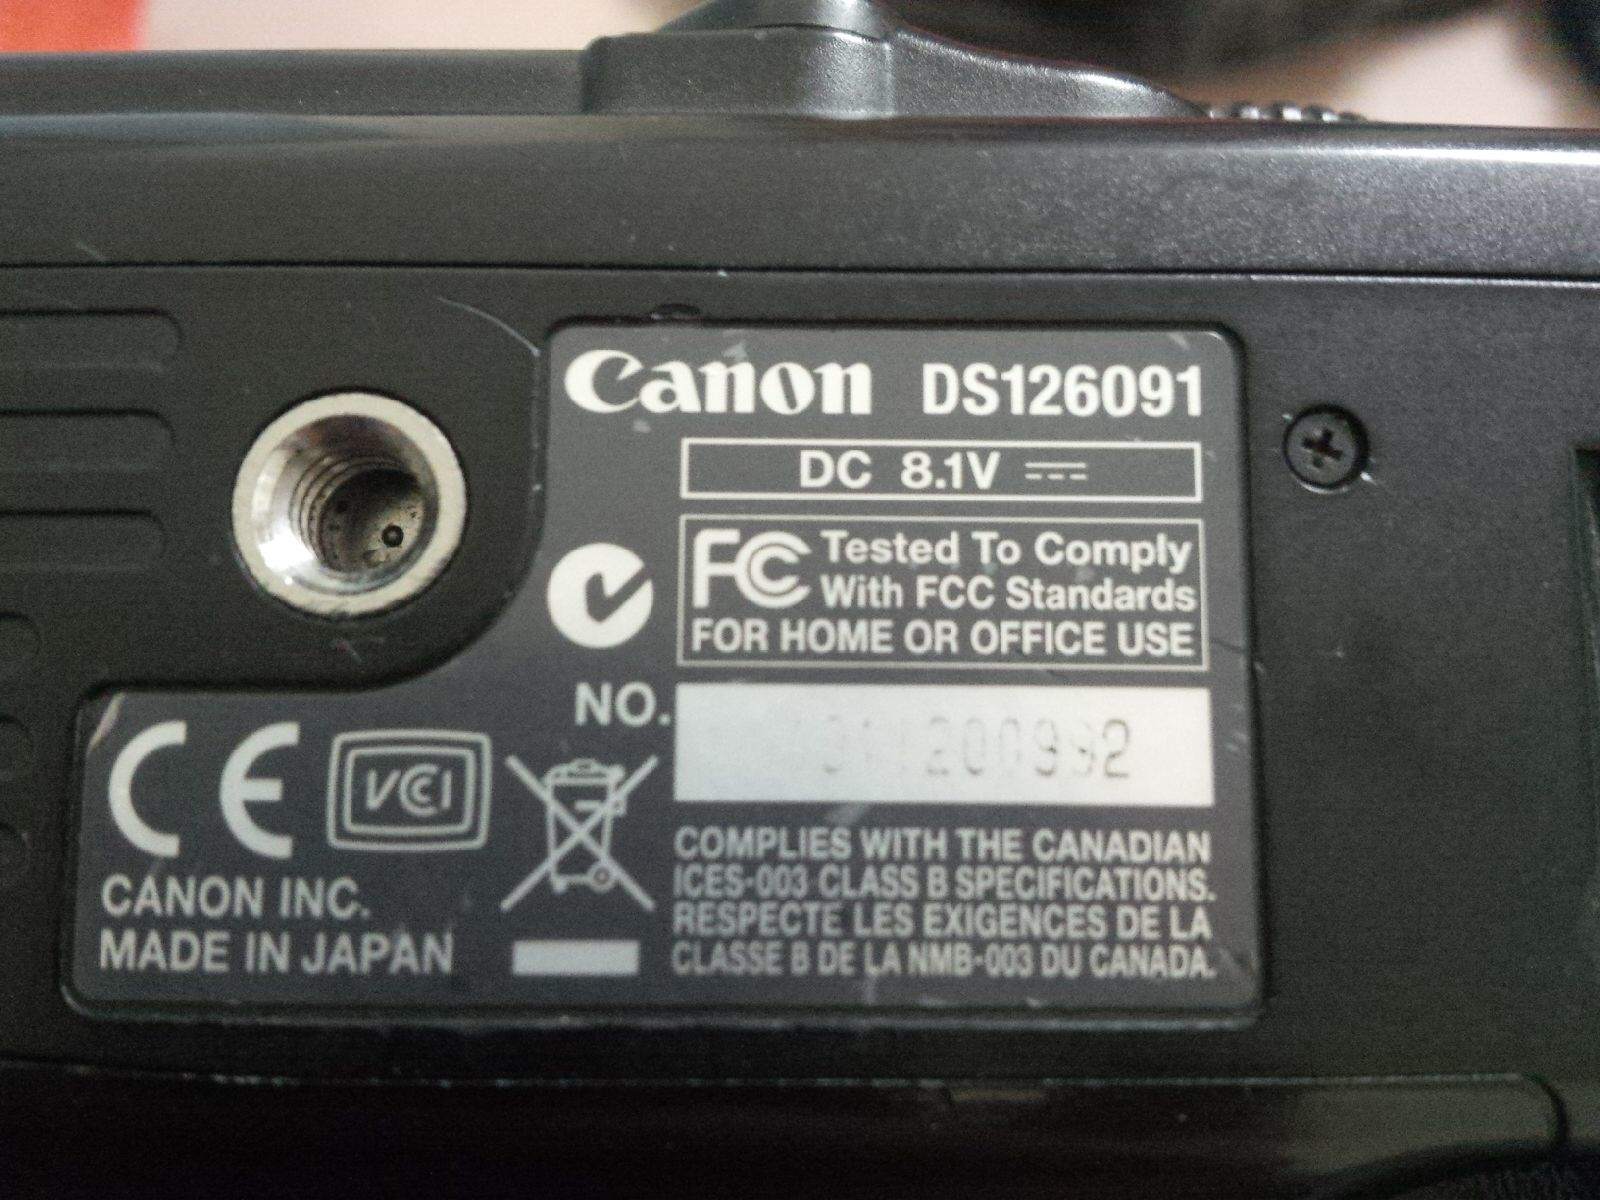 Canon DS126091
DC 8.1V
FC Tested To Comply
With FCC Standards
FOR HOME OR OFFICE USE
NO.
CE VCCI
CANON INC.
MADE IN JAPAN
COMPLIES WITH THE CANADIAN
ICES-003 CLASS B SPECIFICATIONS.
RESPECTE LES EXIGENCES DE LA
CLASSE B DE LA NMB-003 DU CANADA.